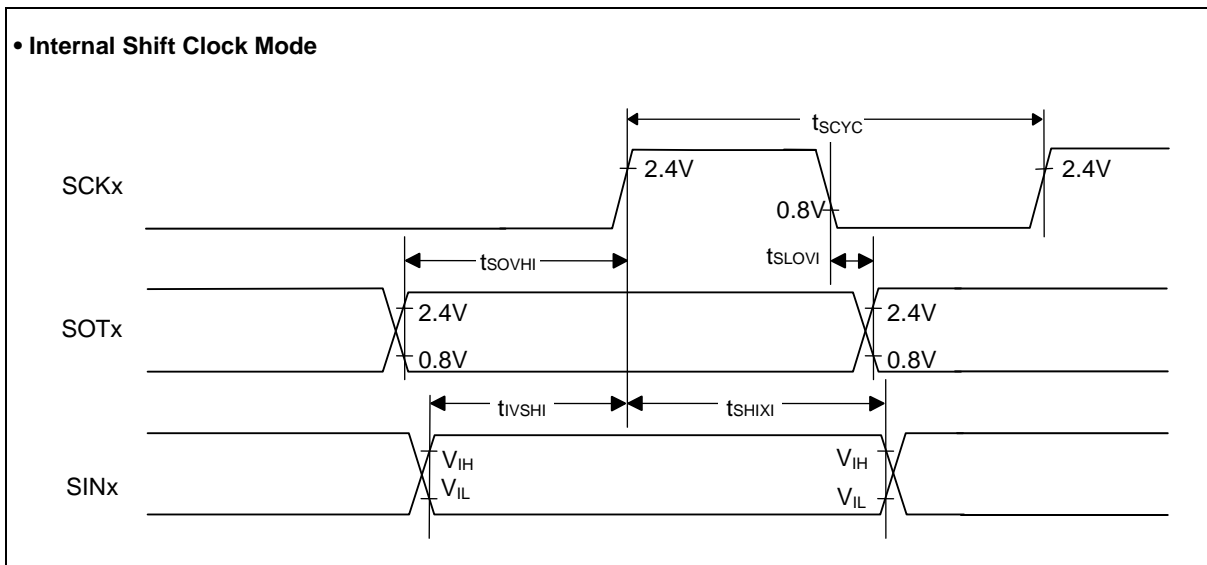 • Internal Shift Clock Mode
tSCYC
SCKx
2.4V
2.4V
0.8V
tSOVHI
tSLOVI
SOTx
2.4V
2.4V
0.8V
0.8V
tIVSHI
tSHIXI
SINx
VIH
VIH
VIL
VIL